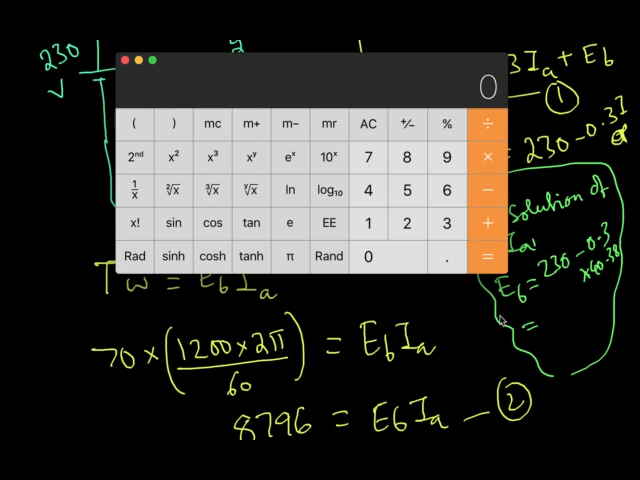 230
V
3Ia + Eb
①
= 230 - 0.3I
0
( ) mc m+ m− mr AC +/− % ÷
2nd x² x³ xʸ eˣ 10ˣ 7 8 9 ×
1/x ²√x ³√x ʸ√x ln log₁₀ 4 5 6 −
x! sin cos tan e EE 1 2 3 +
Rad sinh cosh tanh π Rand 0 . =
Solution of
Ia,
Eb = 230 - 0.3
=
Tω = EbIa
70 × (1200 × 2π / 60) = EbIa
8796 = EbIa - ②